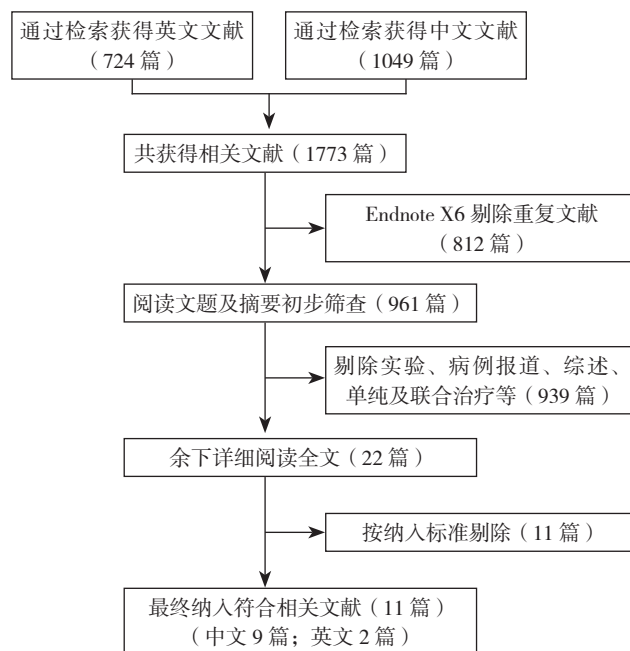 通过检索获得英文文献
（724 篇）
通过检索获得中文文献
（1049 篇）
共获得相关文献（1773 篇）
Endnote X6 剔除重复文献
（812 篇）
阅读文题及摘要初步筛查（961 篇）
剔除实验、病例报道、综述、
单纯及联合治疗等（939 篇）
余下详细阅读全文（22 篇）
按纳入标准剔除（11 篇）
最终纳入符合相关文献（11 篇）
（中文 9 篇；英文 2 篇）